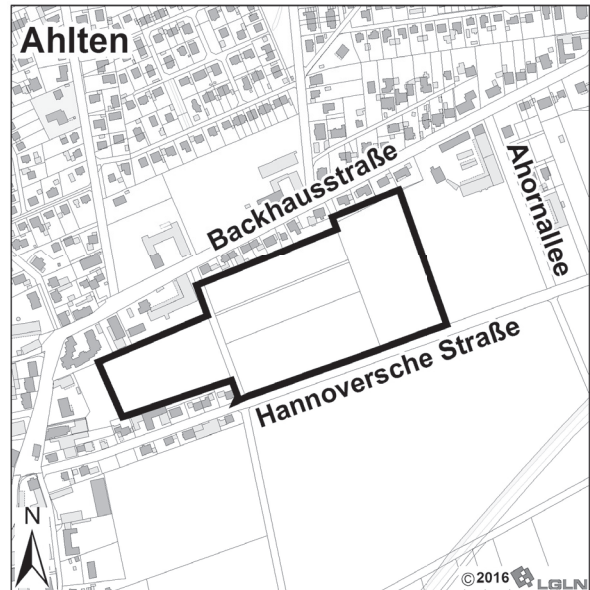 Ahlten
Backhausstraße
Ahornallee
Hannoversche Straße
N
©2016 LGLN